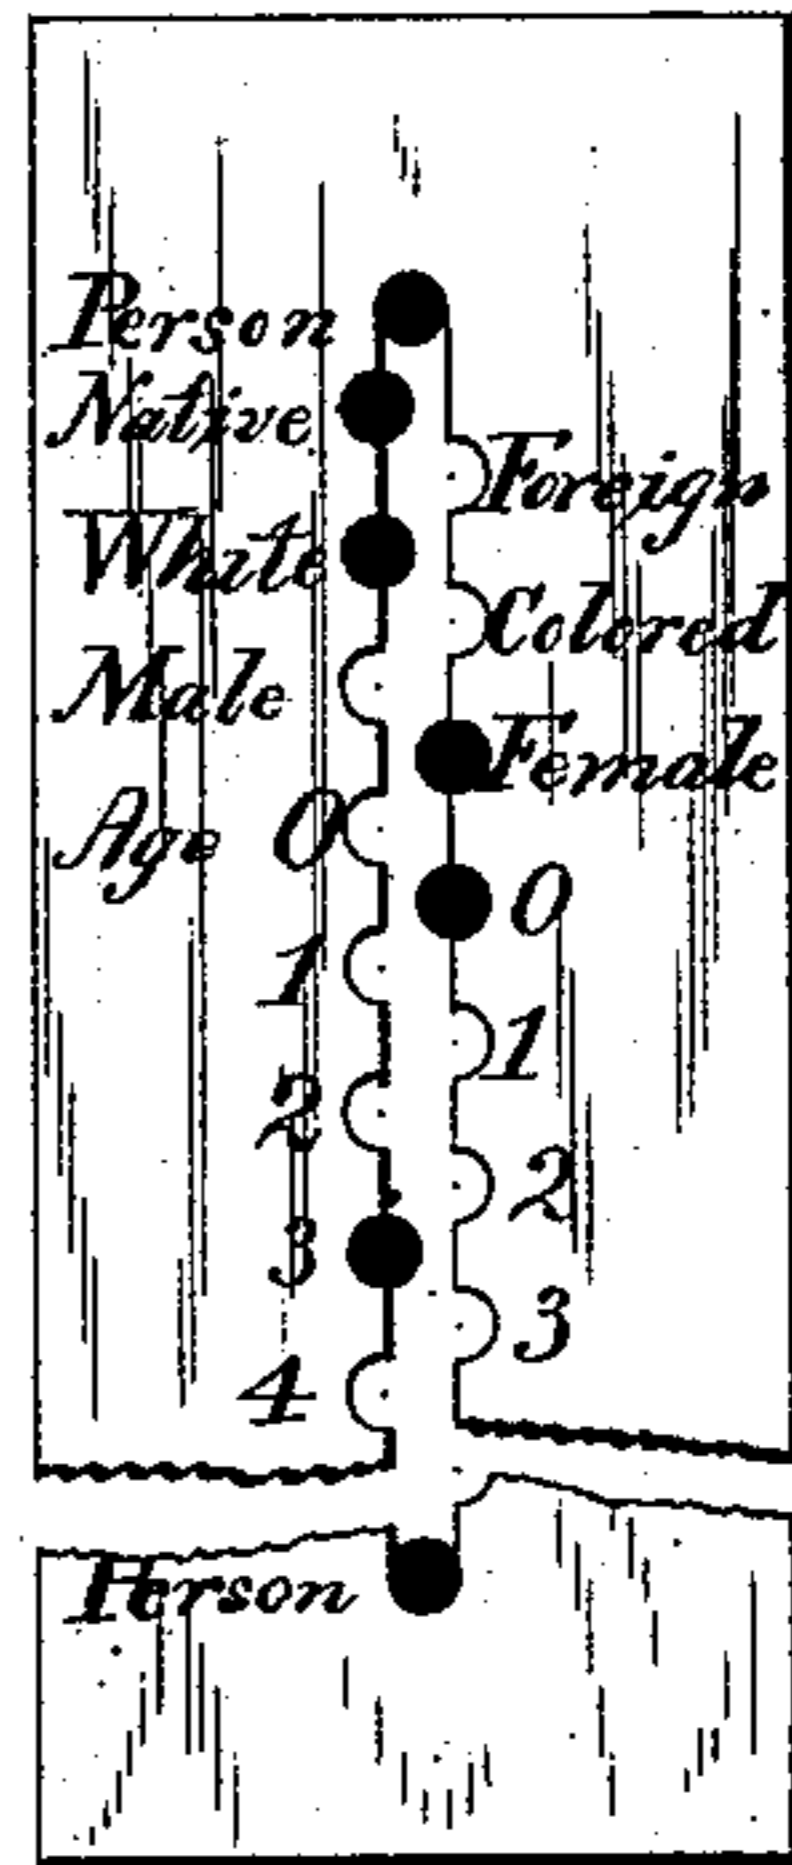 Person
Native
Foreign
White
Colored
Male
Female
Age 0
0
1
1
2
2
3
3
4
Person